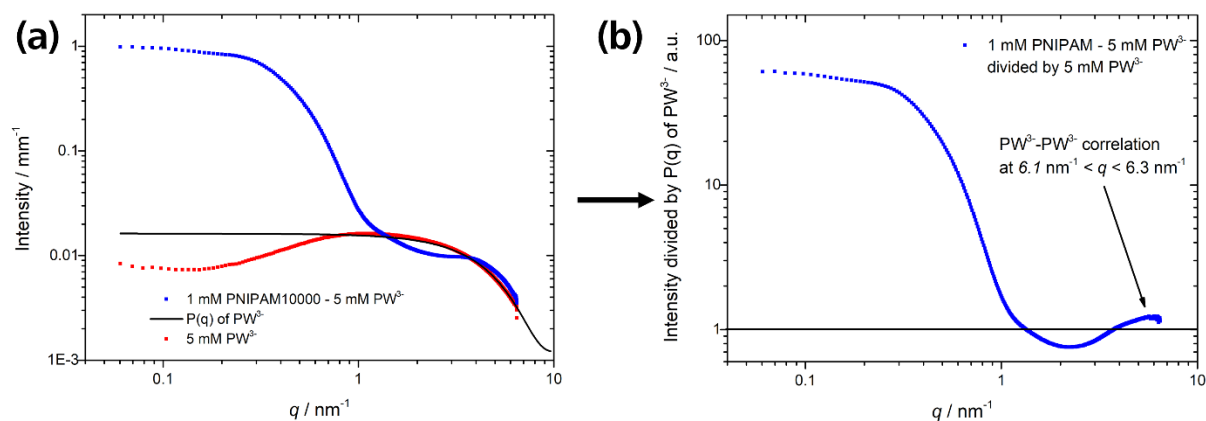 (a)
1
0.1
0.01
1E-3
Intensity / mm⁻¹
1 mM PNIPAM10000 - 5 mM PW³⁻
P(q) of PW³⁻
5 mM PW³⁻
0.1
1
10
q / nm⁻¹
(b)
100
10
1
Intensity divided by P(q) of PW³⁻ / a.u.
1 mM PNIPAM - 5 mM PW³⁻
divided by 5 mM PW³⁻
PW³⁻-PW³⁻ correlation
at 6.1 nm⁻¹ < q < 6.3 nm⁻¹
0.1
1
10
q / nm⁻¹